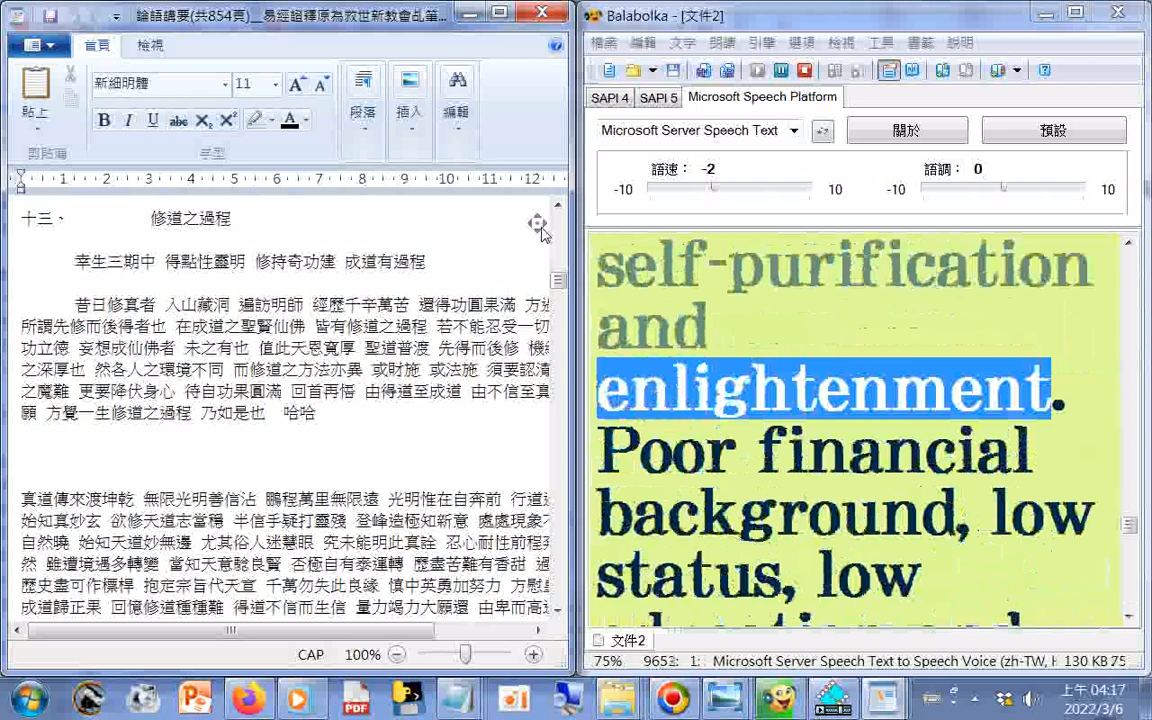 論語講要(共854頁)__易經證釋原為救世新教會乩筆...
Balabolka - [文件2]
首頁
檢視
檔案 編輯 文字 朗讀 引擎 選項 檢視 工具 書籤 說明
SAPI 4
SAPI 5
Microsoft Speech Platform
新細明體
11
貼上
段落
插入
編輯
剪貼簿
字型
Microsoft Server Speech Text
關於
預設
語速： -2
語調： 0
-10
10
-10
10
1 2 3 4 5 6 7 8 9 10 11 12
十三、 修道之過程
幸生三期中 得點性靈明 修持奇功建 成道有過程
昔日修真者 入山藏洞 遍訪明師 經歷千辛萬苦 還得功圓果滿 方
所謂先修而後得者也 在成道之聖賢仙佛 皆有修道之過程 若不能忍受一切
功立德 妄想成仙佛者 未之有也 值此天恩寬厚 聖道普渡 先得而後修 機
之深厚也 然各人之環境不同 而修道之方法亦異 或財施 或法施 須要認清
之魔難 更要降伏身心 待自功果圓滿 回首再悟 由得道至成道 由不信至真
願 方覺一生修道之過程 乃如是也 哈哈
真道傳來渡坤乾 無限光明善信沾 鵬程萬里無限遠 光明惟在自奔前 行道
始知真妙玄 欲修天道志當穩 半信半疑打靈殘 登峰造極知新意 處處現象
自然曉 始知天道妙無邊 尤其俗人迷慧眼 究未能明此真詮 忍心耐性前程
然 雖遭境遇多轉變 當知天意驗良賢 否極自有泰運轉 歷盡苦難有香甜
歷史盡可作標桿 抱定宗旨代天宣 千萬勿失此良緣 慎中英勇加努力 方慰
成道歸正果 回憶修道種種難 得道不信而生信 量力竭力大願還 由卑而高
self-purification
and
enlightenment.
Poor financial
background, low
status, low
文件2
CAP 100%
75% 9652: 1: Microsoft Server Speech Text to Speech Voice (zh-TW, H 130 KB 75
上午 04:17
2022/3/6